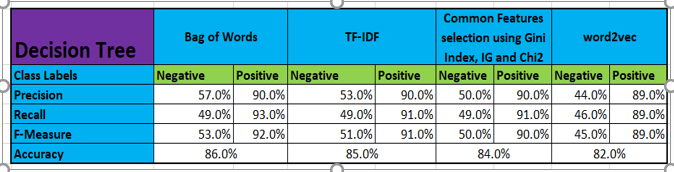 Decision Tree Bag of Words TF-IDF Common Features selection using Gini Index, IG and Chi2 word2vec
Class Labels Negative Positive Negative Positive Negative Positive Negative Positive
Precision 57.0% 90.0% 53.0% 90.0% 50.0% 90.0% 44.0% 89.0%
Recall 49.0% 93.0% 49.0% 91.0% 49.0% 91.0% 46.0% 89.0%
F-Measure 53.0% 92.0% 51.0% 91.0% 50.0% 90.0% 45.0% 89.0%
Accuracy 86.0% 85.0% 84.0% 82.0%